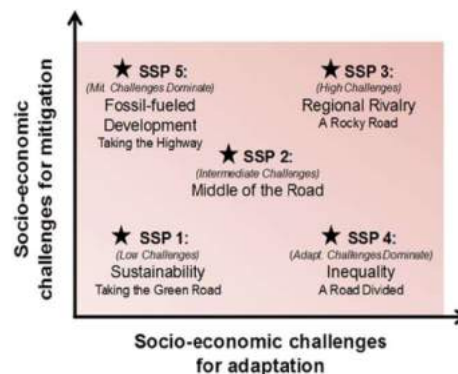 Socio-economic
challenges for mitigation
★ SSP 5:
(Mit. Challenges Dominate)
Fossil-fueled
Development
Taking the Highway
★ SSP 3:
(High Challenges)
Regional Rivalry
A Rocky Road
★ SSP 2:
(Intermediate Challenges)
Middle of the Road
★ SSP 1:
(Low Challenges)
Sustainability
Taking the Green Road
★ SSP 4:
(Adapt. Challenges Dominate)
Inequality
A Road Divided
Socio-economic challenges
for adaptation